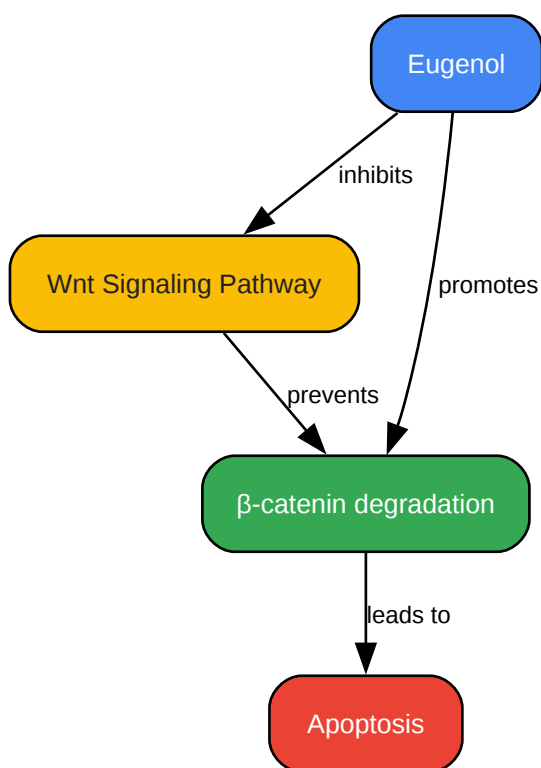 Eugenol
inhibits
Wnt Signaling Pathway
promotes
prevents
β-catenin degradation
leads to
Apoptosis